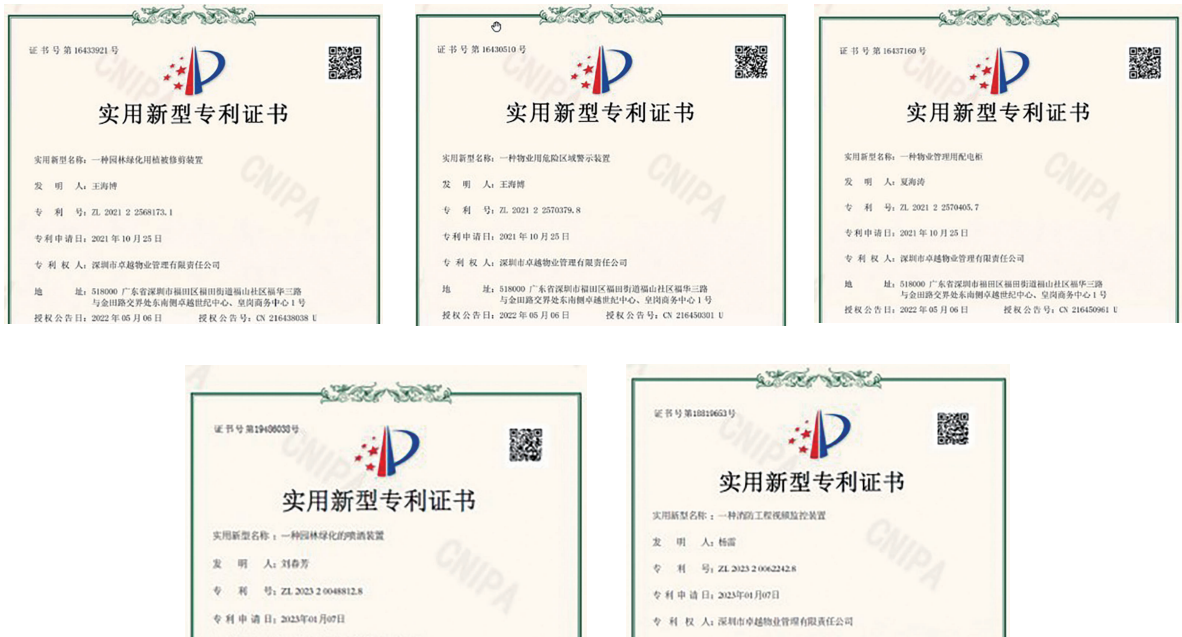 证书号第16433921号
CNIPA
实用新型专利证书
实用新型名称：一种园林绿化用植被修剪装置
CNIPA
发 明 人：王海博
专 利 号：ZL 2021 2 2568173.1
专利申请日：2021年10月25日
专 利 权 人：深圳市卓越物业管理有限责任公司
地 址：518000 广东省深圳市福田区福田街道福山社区福华三路
与金田路交界处东南侧卓越世纪中心、皇岗商务中心1号
授权公告日：2022年05月06日 授权公告号：CN 216438038 U
证书号第16430510号
CNIPA
实用新型专利证书
实用新型名称：一种物业用危险区域警示装置
CNIPA
发 明 人：王海博
专 利 号：ZL 2021 2 2570379.8
专利申请日：2021年10月25日
专 利 权 人：深圳市卓越物业管理有限责任公司
地 址：518000 广东省深圳市福田区福田街道福山社区福华三路
与金田路交界处东南侧卓越世纪中心、皇岗商务中心1号
授权公告日：2022年05月06日 授权公告号：CN 216450301 U
证书号第16437160号
CNIPA
实用新型专利证书
实用新型名称：一种物业管理用配电柜
CNIPA
发 明 人：夏海涛
专 利 号：ZL 2021 2 2570405.7
专利申请日：2021年10月25日
专 利 权 人：深圳市卓越物业管理有限责任公司
地 址：518000 广东省深圳市福田区福田街道福山社区福华三路
与金田路交界处东南侧卓越世纪中心、皇岗商务中心1号
授权公告日：2022年05月06日 授权公告号：CN 216450961 U
证书号第19486038号
CNIPA
实用新型专利证书
实用新型名称：一种园林绿化的喷洒装置
CNIPA
发 明 人：刘春芳
专 利 号：ZL 2023 2 0048812.8
专利申请日：2023年01月07日
证书号第18819653号
CNIPA
实用新型专利证书
实用新型名称：一种消防工程视频监控装置
CNIPA
发 明 人：杨雷
专 利 号：ZL 2023 2 0062242.8
专利申请日：2023年01月07日
专 利 权 人：深圳市卓越物业管理有限责任公司